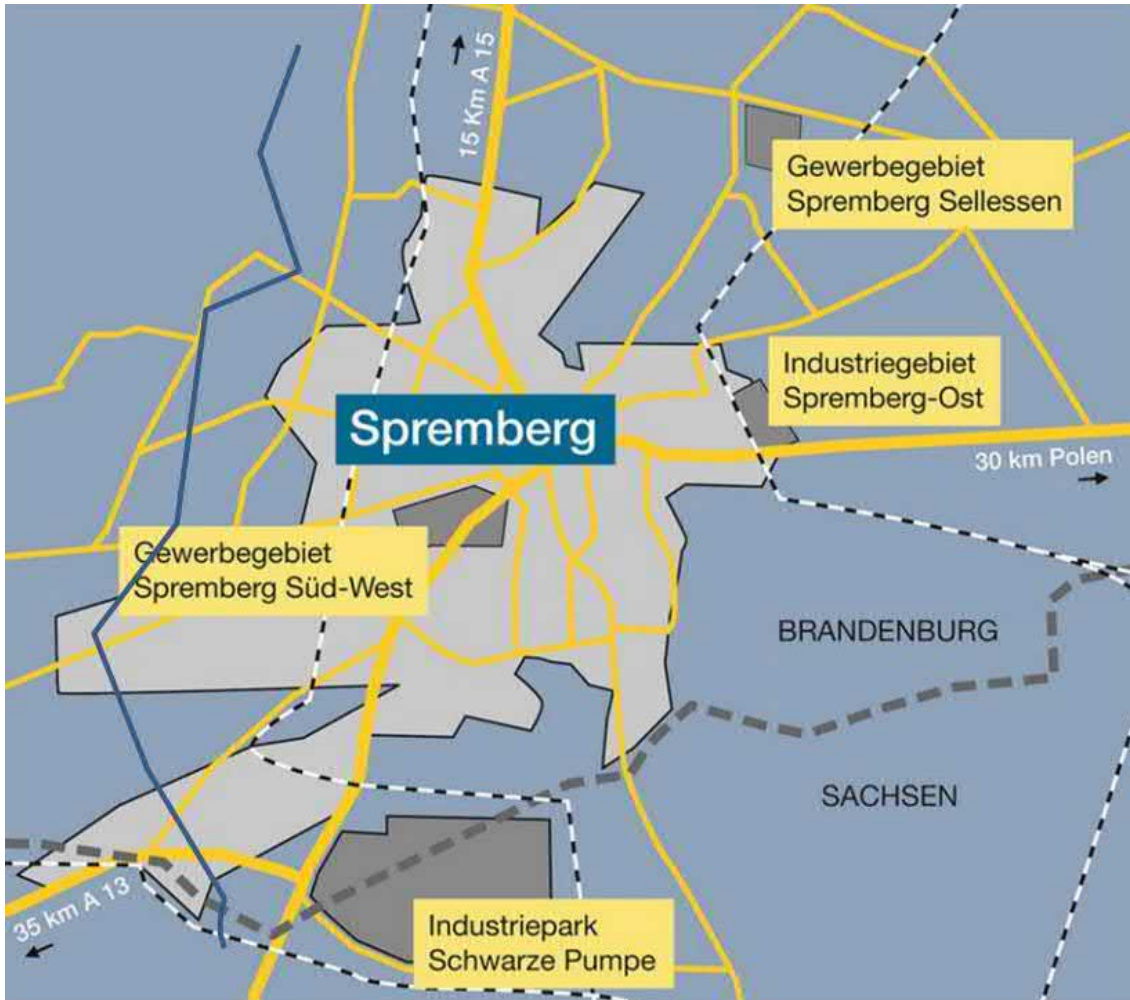 15 Km A 15
Gewerbegebiet
Spremberg Sellessen
Industriegebiet
Spremberg-Ost
Spremberg
30 km Polen
Gewerbegebiet
Spremberg Süd-West
BRANDENBURG
SACHSEN
35 km A 13
Industriepark
Schwarze Pumpe